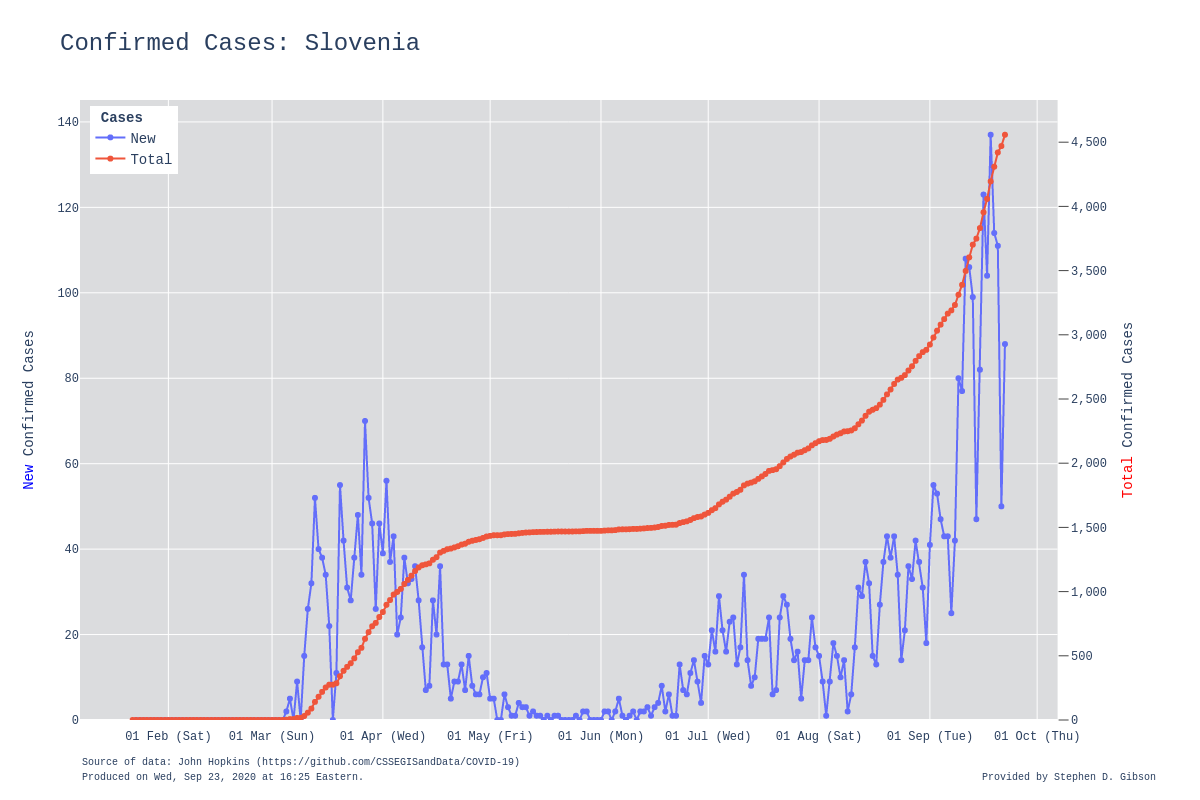 Confirmed Cases: Slovenia
Cases
New
Total
140
120
100
80
60
40
20
0
4,500
4,000
3,500
3,000
2,500
2,000
1,500
1,000
500
0
New Confirmed Cases
Total Confirmed Cases
01 Feb (Sat)
01 Mar (Sun)
01 Apr (Wed)
01 May (Fri)
01 Jun (Mon)
01 Jul (Wed)
01 Aug (Sat)
01 Sep (Tue)
01 Oct (Thu)
Source of data: John Hopkins (https://github.com/CSSEGISandData/COVID-19)
Produced on Wed, Sep 23, 2020 at 16:25 Eastern.
Provided by Stephen D. Gibson